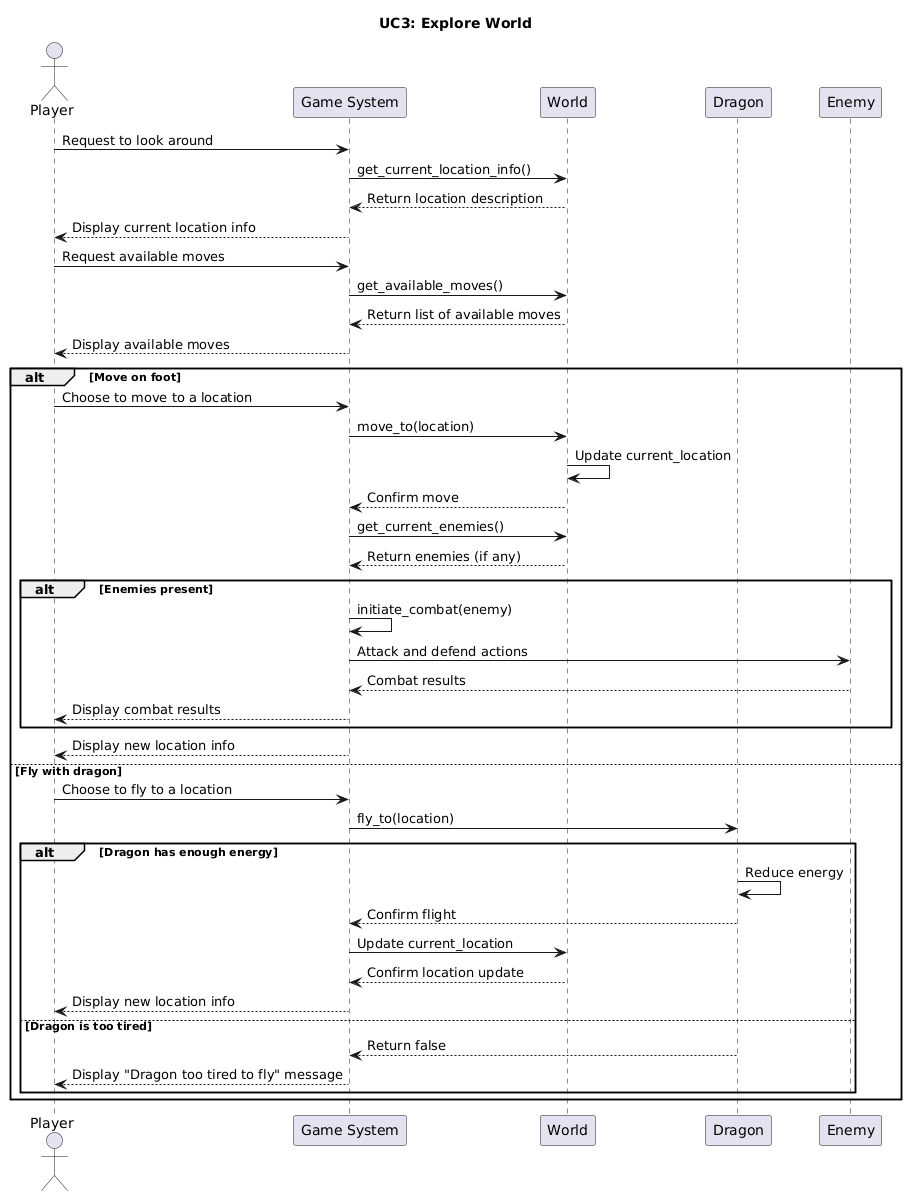 UC3: Explore World
Player
Game System
World
Dragon
Enemy
Request to look around
get_current_location_info()
Return location description
Display current location info
Request available moves
get_available_moves()
Return list of available moves
Display available moves
alt [Move on foot]
Choose to move to a location
move_to(location)
Update current_location
Confirm move
get_current_enemies()
Return enemies (if any)
alt [Enemies present]
initiate_combat(enemy)
Attack and defend actions
Combat results
Display combat results
Display new location info
[Fly with dragon]
Choose to fly to a location
fly_to(location)
alt [Dragon has enough energy]
Reduce energy
Confirm flight
Update current_location
Confirm location update
Display new location info
[Dragon is too tired]
Return false
Display "Dragon too tired to fly" message
Player
Game System
World
Dragon
Enemy